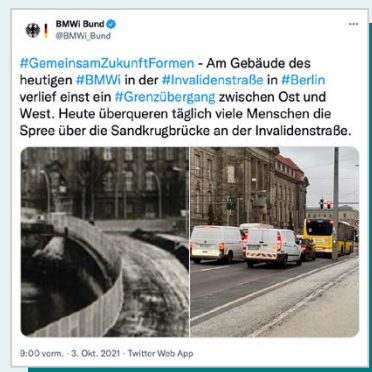 BMWi Bund
@BMWi_Bund
#GemeinsamZukunftFormen - Am Gebäude des
heutigen #BMWi in der #Invalidenstraße in #Berlin
verlief einst ein #Grenzübergang zwischen Ost und
West. Heute überqueren täglich viele Menschen die
Spree über die Sandkrugbrücke an der Invalidenstraße.
9:00 vorm. · 3. Okt. 2021 · Twitter Web App